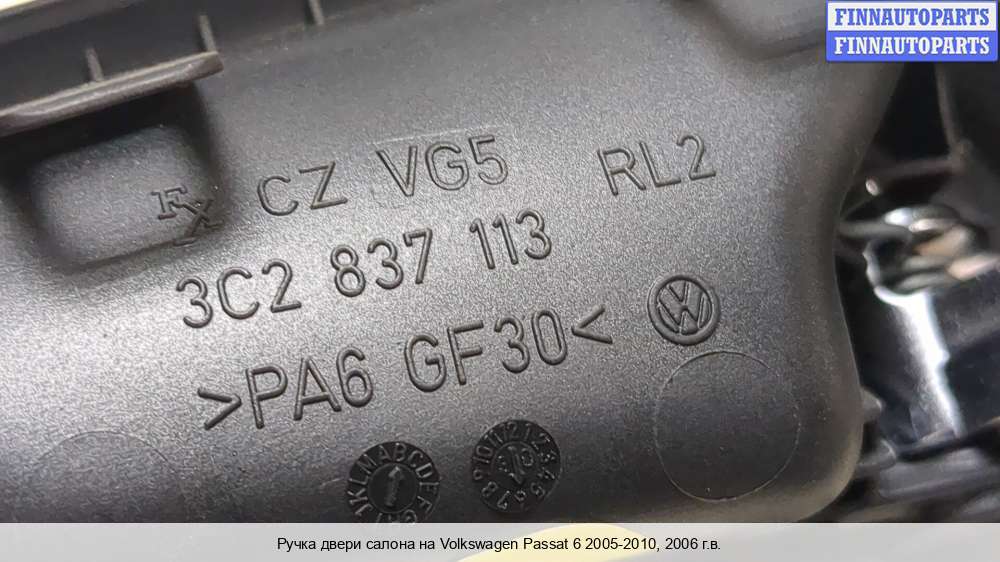 FINNAUTOPARTS
FINNAUTOPARTS
FX CZ VG5 RL2
3C2 837 113
>PA6 GF30<
Ручка двери салона на Volkswagen Passat 6 2005-2010, 2006 г.в.